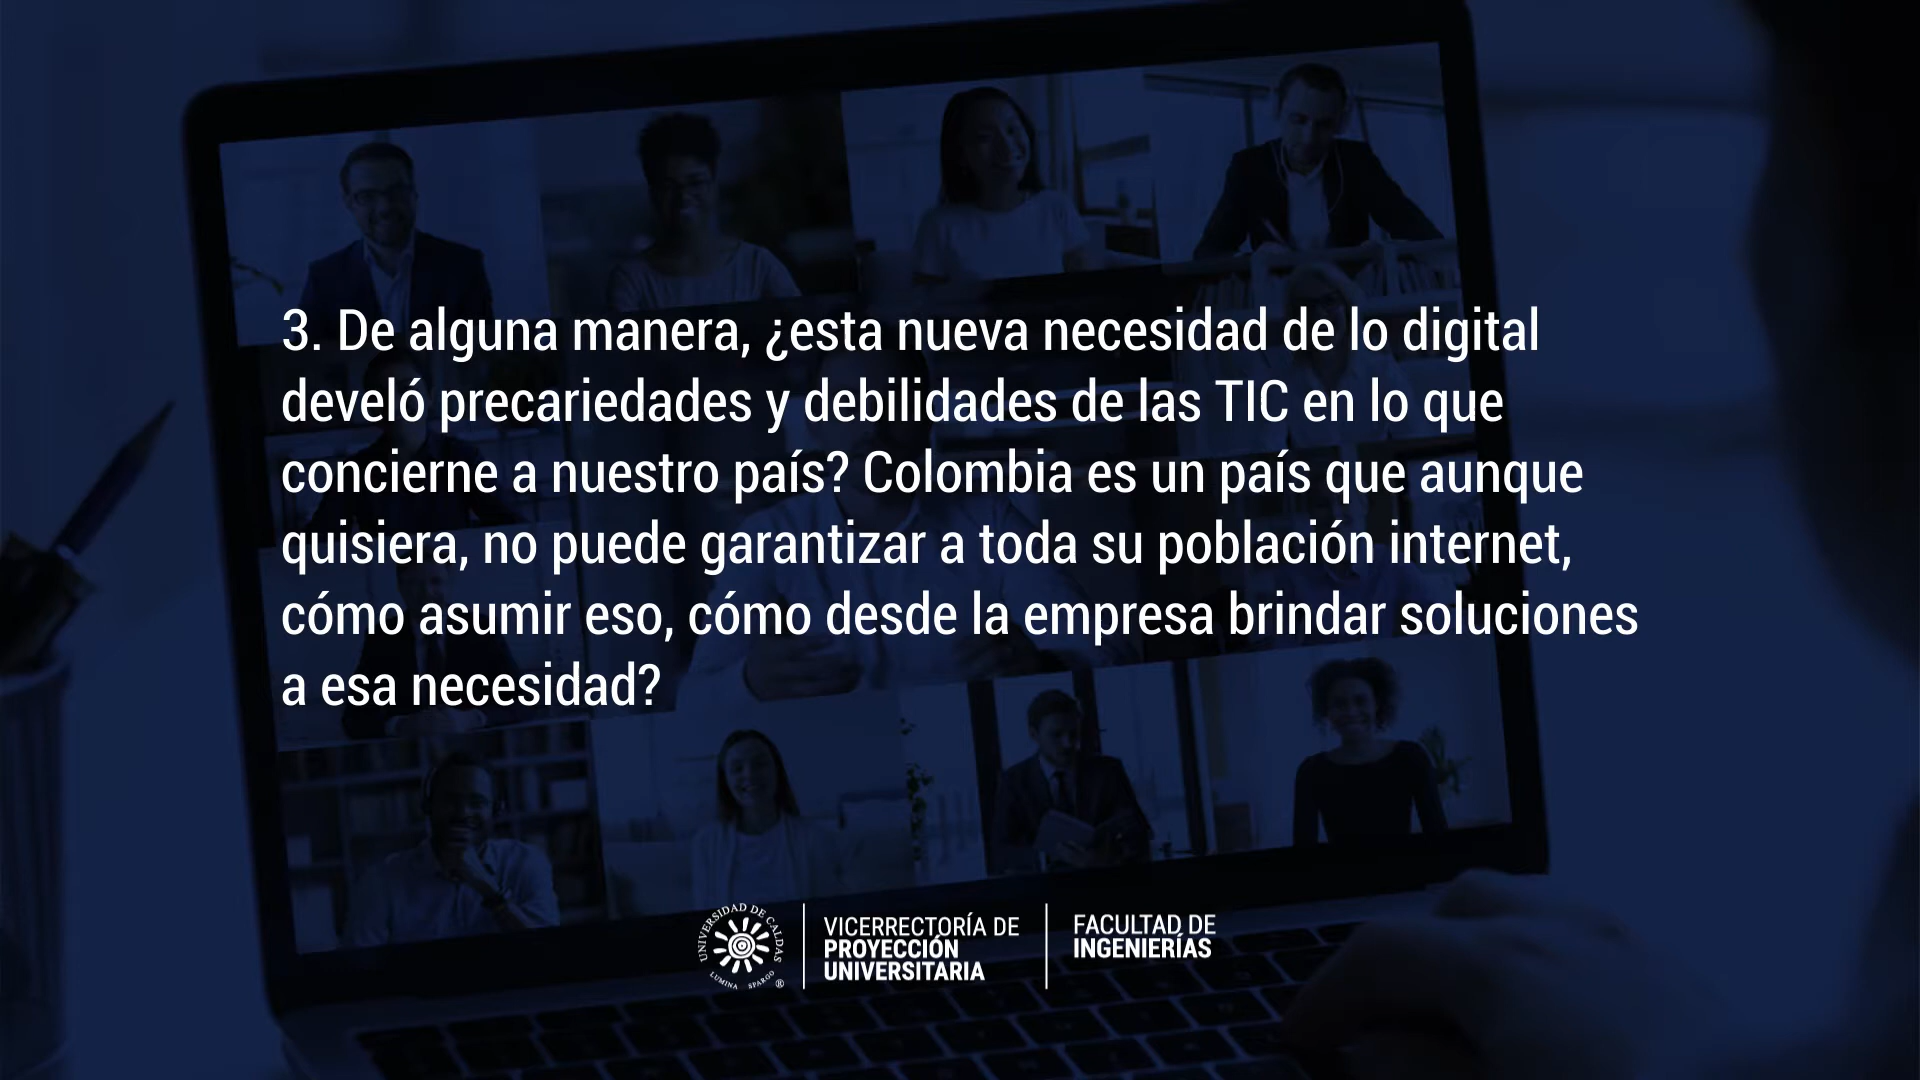 3. De alguna manera, ¿esta nueva necesidad de lo digital
develó precariedades y debilidades de las TIC en lo que
concierne a nuestro país? Colombia es un país que aunque
quisiera, no puede garantizar a toda su población internet,
cómo asumir eso, cómo desde la empresa brindar soluciones
a esa necesidad?
UNIVERSIDAD DE CALDAS
LUMINA SPARGO
®
VICERRECTORÍA DE
PROYECCIÓN
UNIVERSITARIA
FACULTAD DE
INGENIERÍAS